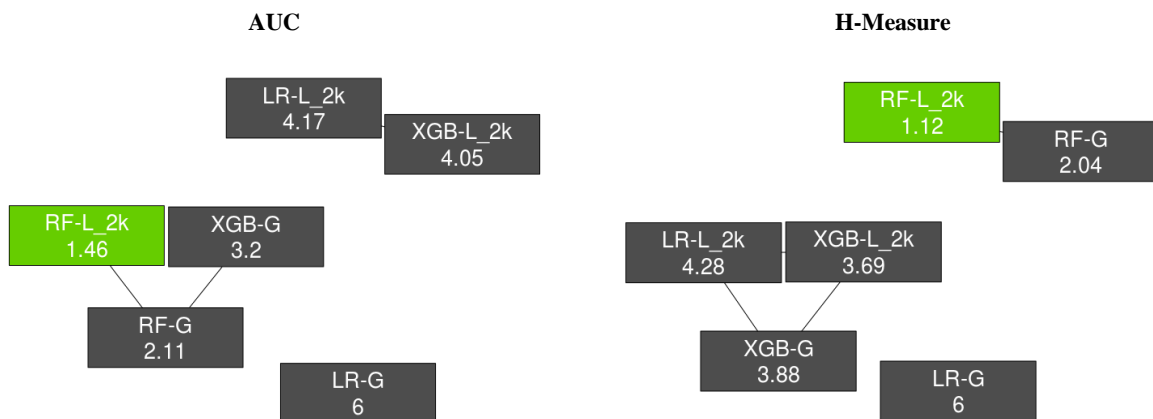 AUC
LR-L_2k
4.17
XGB-L_2k
4.05
RF-L_2k
1.46
XGB-G
3.2
RF-G
2.11
LR-G
6
H-Measure
RF-L_2k
1.12
RF-G
2.04
LR-L_2k
4.28
XGB-L_2k
3.69
XGB-G
3.88
LR-G
6